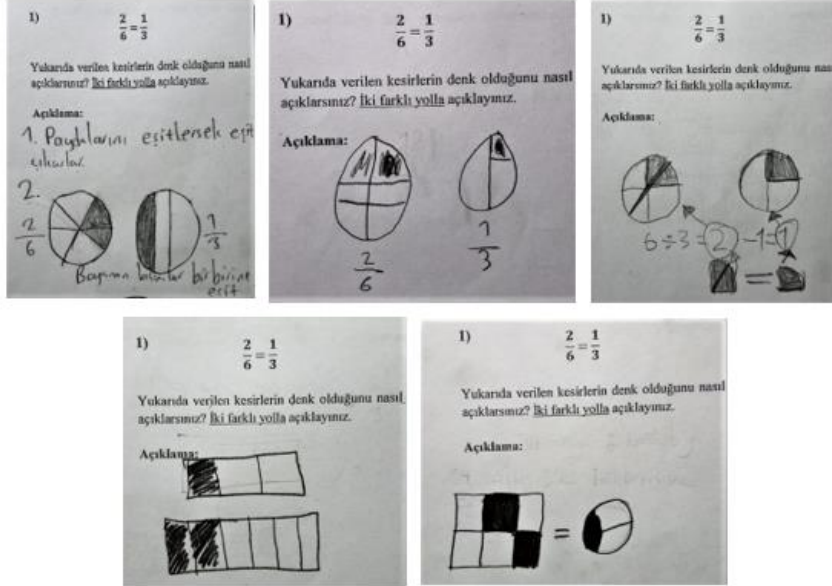 1)
2/6 = 1/3
Yukarıda verilen kesirlerin denk olduğunu nasıl
açıklarsınız? İki farklı yolla açıklayınız.
Açıklama:
1. Paydalarını eşitlersek eşit
çıkarlar.
2.
2/6
1/3
birbirine
eşit
1)
2/6 = 1/3
Yukarıda verilen kesirlerin denk olduğunu nasıl
açıklarsınız? İki farklı yolla açıklayınız.
Açıklama:
2/6
1/3
1)
2/6 = 1/3
Yukarıda verilen kesirlerin denk olduğunu nas
açıklarsınız? İki farklı yolla açıklayınız.
Açıklama:
6÷3=2-1=1
=
1)
2/6 = 1/3
Yukarıda verilen kesirlerin denk olduğunu nasıl
açıklarsınız? İki farklı yolla açıklayınız.
Açıklama:
1)
2/6 = 1/3
Yukarıda verilen kesirlerin denk olduğunu nasıl
açıklarsınız? İki farklı yolla açıklayınız.
Açıklama:
=